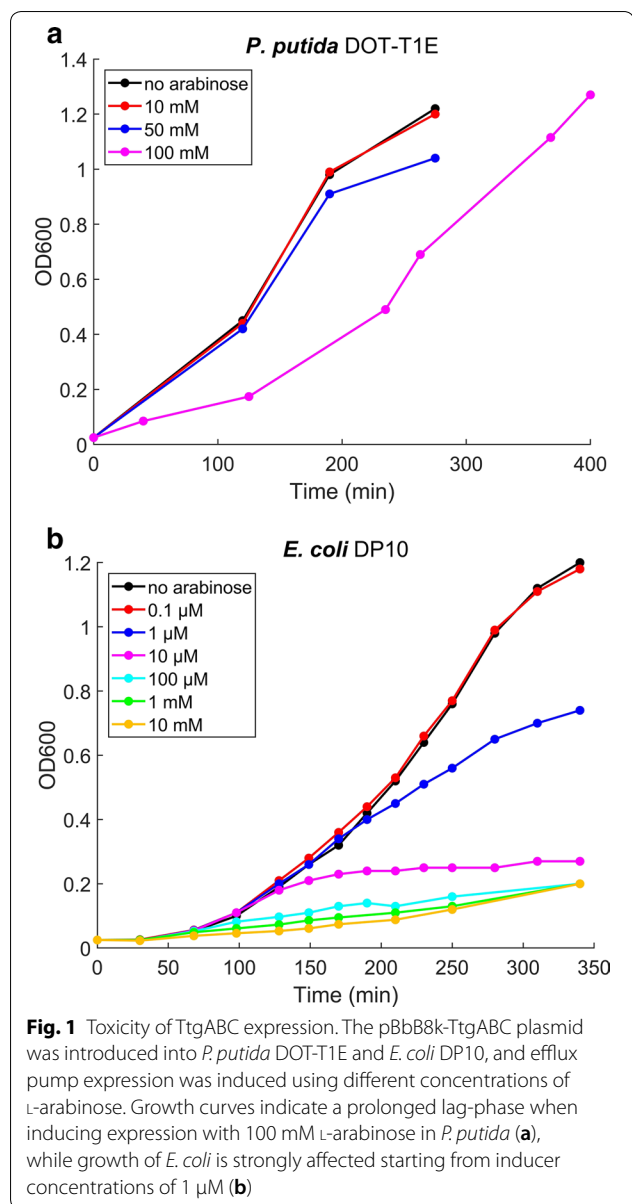 a
P. putida DOT-T1E
no arabinose
10 mM
50 mM
100 mM
1.4
1.2
1
0.8
0.6
0.4
0.2
0
OD600
0 100 200 300 400
Time (min)
b
E. coli DP10
no arabinose
0.1 µM
1 µM
10 µM
100 µM
1 mM
10 mM
1.2
1
0.8
0.6
0.4
0.2
0
OD600
0 50 100 150 200 250 300 350
Time (min)
Fig. 1 Toxicity of TtgABC expression. The pBbB8k-TtgABC plasmid
was introduced into P. putida DOT-T1E and E. coli DP10, and efflux
pump expression was induced using different concentrations of
L-arabinose. Growth curves indicate a prolonged lag-phase when
inducing expression with 100 mM L-arabinose in P. putida (a),
while growth of E. coli is strongly affected starting from inducer
concentrations of 1 µM (b)